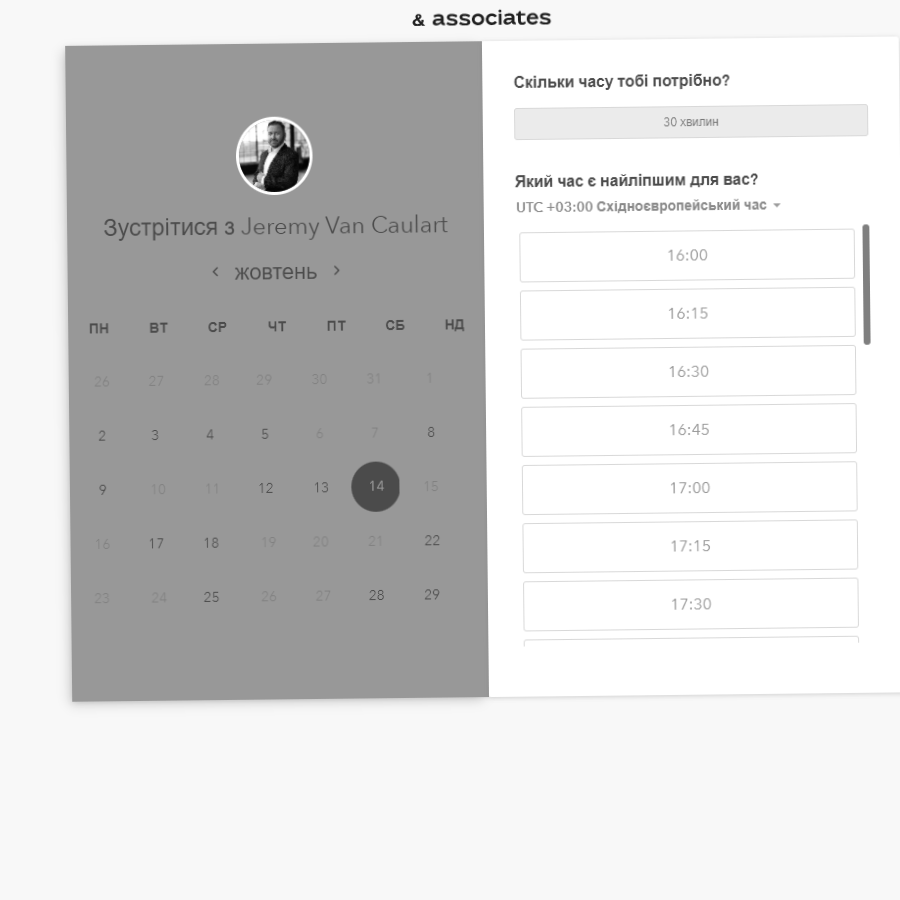 & associates
Зустрітися з Jeremy Van Caulart
жовтень
ПН ВТ СР ЧТ ПТ СБ НД
26 27 28 29 30 31 1
2 3 4 5 6 7 8
9 10 11 12 13 14 15
16 17 18 19 20 21 22
23 24 25 26 27 28 29
Скільки часу тобі потрібно?
30 хвилин
Який час є найліпшим для вас?
UTC +03:00 Східноєвропейський час
16:00
16:15
16:30
16:45
17:00
17:15
17:30